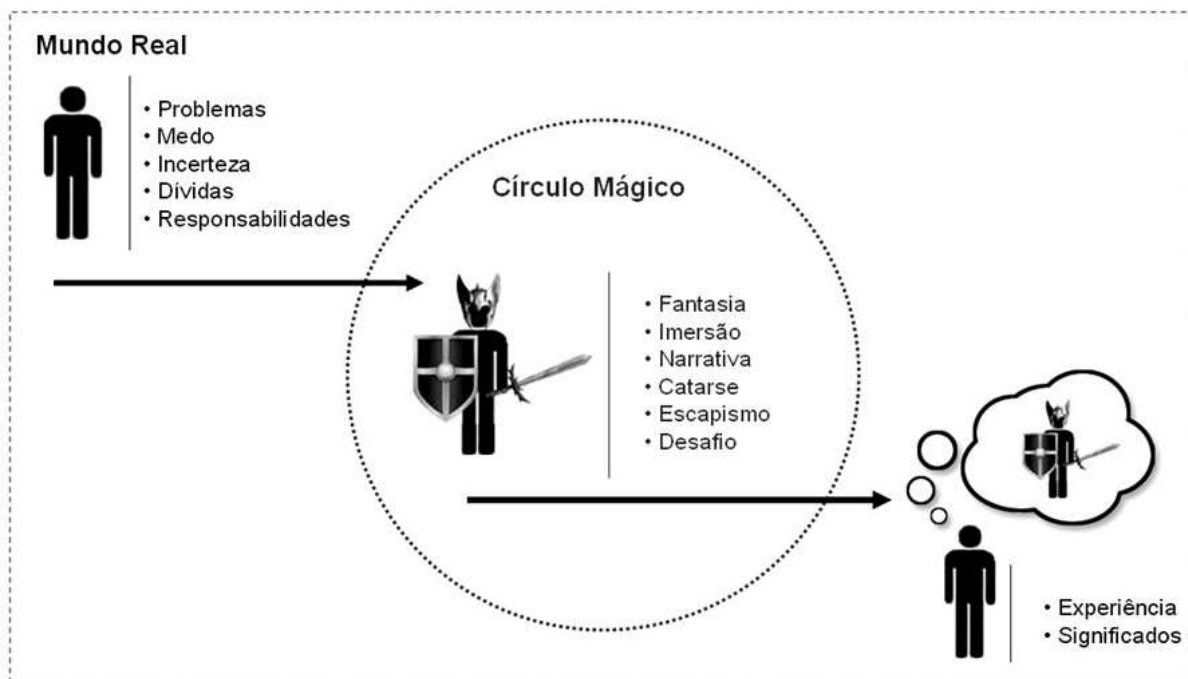 Mundo Real
• Problemas
• Medo
• Incerteza
• Dívidas
• Responsabilidades
Círculo Mágico
• Fantasia
• Imersão
• Narrativa
• Catarse
• Escapismo
• Desafio
• Experiência
• Significados